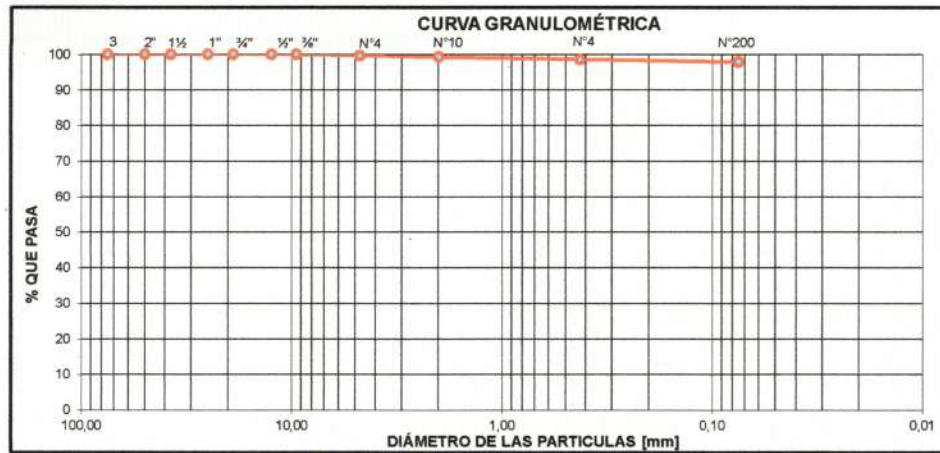 CURVA GRANULOMÉTRICA
3 2" 1½ 1" ¾" ½" ⅜" N°4 N°10 N°4 N°200
100
90
80
70
60
50
40
30
20
10
0
% QUE PASA
100,00 10,00 1,00 0,10 0,01
DIÁMETRO DE LAS PARTICULAS [mm]